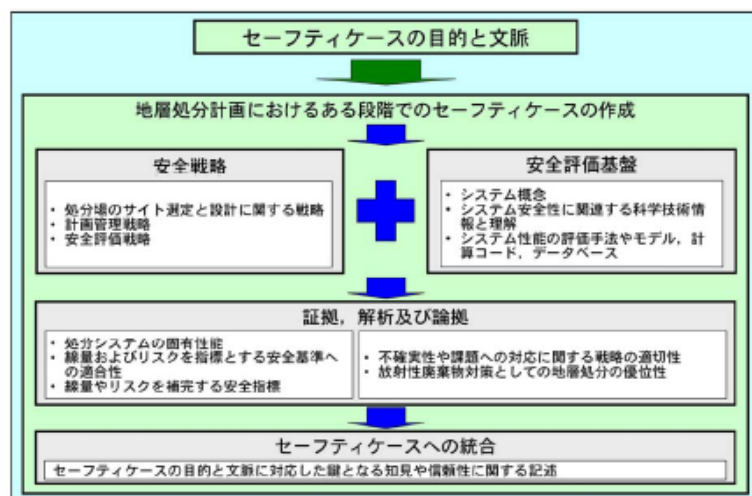 セーフティケースの目的と文脈
地層処分計画におけるある段階でのセーフティケースの作成
安全戦略
・ 処分場のサイト選定と設計に関する戦略
・ 計画管理戦略
・ 安全評価戦略
安全評価基盤
・ システム概念
・ システム安全性に関連する科学技術情
報と理解
・ システム性能の評価手法やモデル，計
算コード，データベース
証拠，解析及び論拠
・ 処分システムの固有性能
・ 線量およびリスクを指標とする安全基準へ
の適合性
・ 線量やリスクを補完する安全指標
・ 不確実性や課題への対応に関する戦略の適切性
・ 放射性廃棄物対策としての地層処分の優位性
セーフティケースへの統合
セーフティケースの目的と文脈に対応した鍵となる知見や信頼性に関する記述